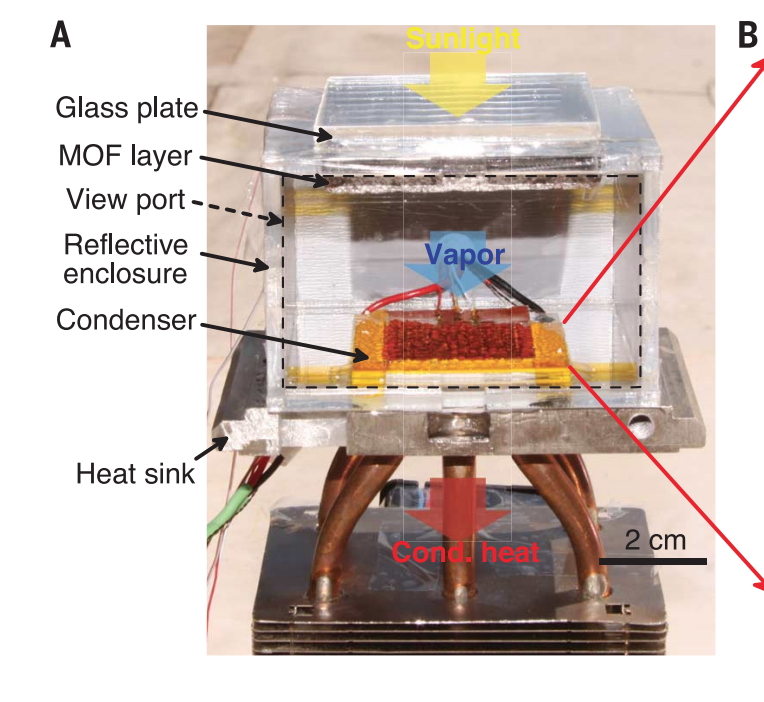 A
B
Sunlight
Glass plate
MOF layer
View port
Reflective
enclosure
Vapor
Condenser
Heat sink
Cond. heat
2 cm